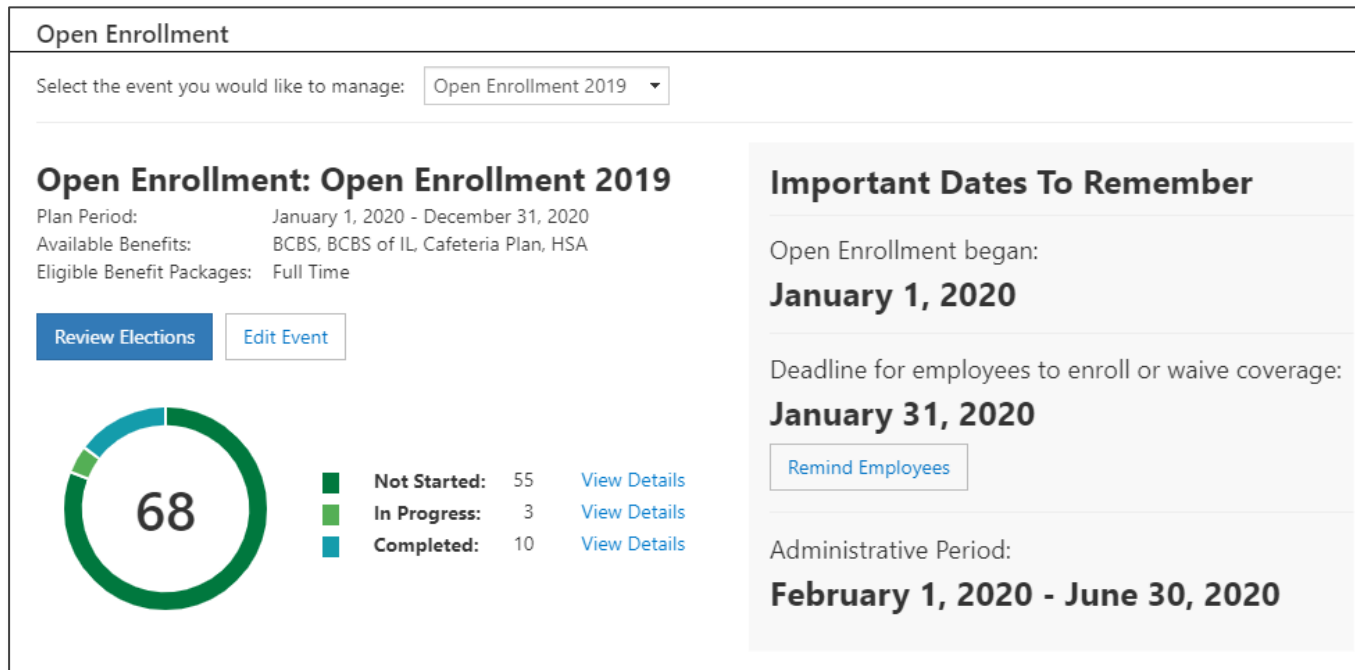 Open Enrollment
Select the event you would like to manage: Open Enrollment 2019
Open Enrollment: Open Enrollment 2019
Plan Period: January 1, 2020 - December 31, 2020
Available Benefits: BCBS, BCBS of IL, Cafeteria Plan, HSA
Eligible Benefit Packages: Full Time
Review Elections Edit Event
68
Not Started: 55 View Details
In Progress: 3 View Details
Completed: 10 View Details
Important Dates To Remember
Open Enrollment began:
January 1, 2020
Deadline for employees to enroll or waive coverage:
January 31, 2020
Remind Employees
Administrative Period:
February 1, 2020 - June 30, 2020